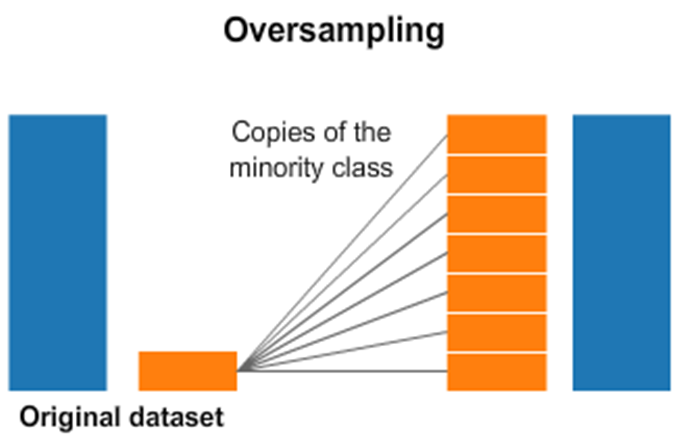 Oversampling
Copies of the
minority class
Original dataset